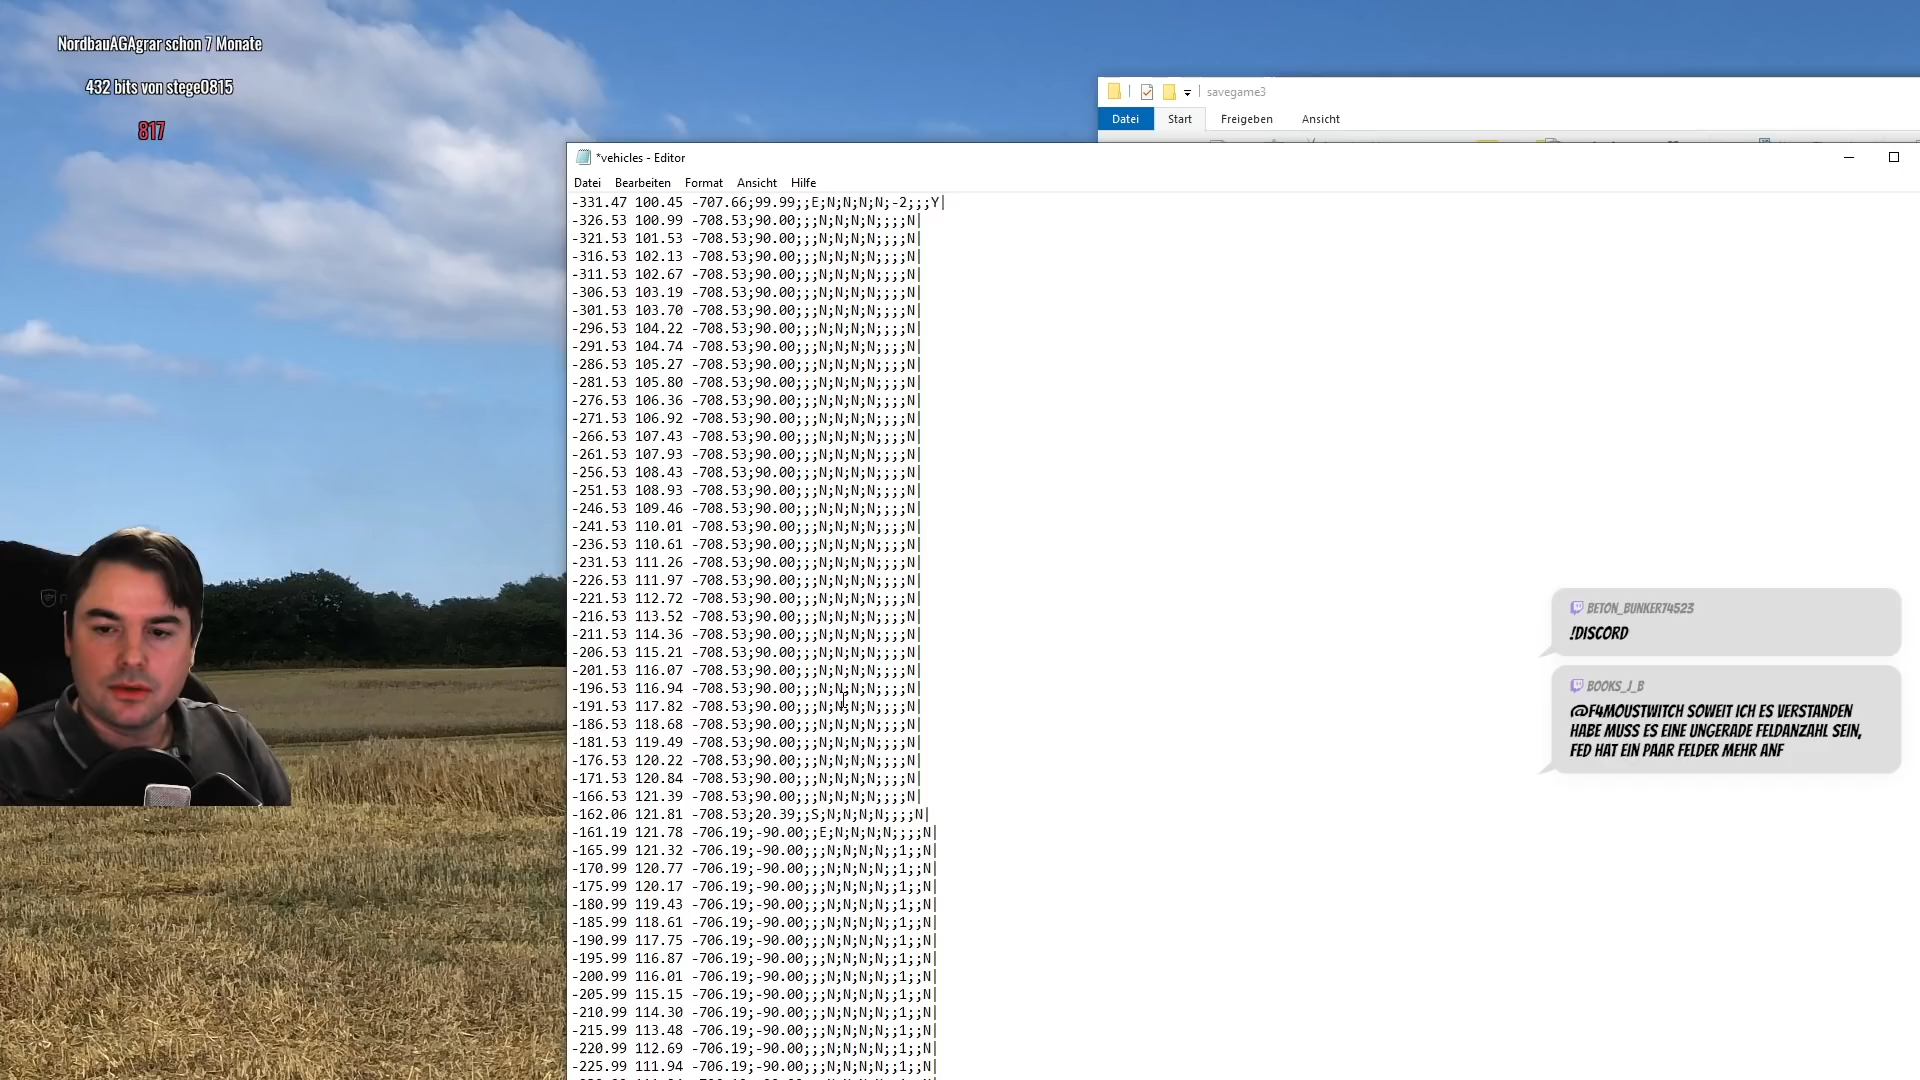 NordbauAGAgrar schon 7 Monate
432 bits von stege0815
817
savegame3
Datei Start Freigeben Ansicht
*vehicles - Editor
Datei Bearbeiten Format Ansicht Hilfe
-331.47 100.45 -707.66;99.99;;E;N;N;N;N;-2;;;Y|
-326.53 100.99 -708.53;90.00;;;N;N;N;N;;;;N|
-321.53 101.53 -708.53;90.00;;;N;N;N;N;;;;N|
-316.53 102.13 -708.53;90.00;;;N;N;N;N;;;;N|
-311.53 102.67 -708.53;90.00;;;N;N;N;N;;;;N|
-306.53 103.19 -708.53;90.00;;;N;N;N;N;;;;N|
-301.53 103.70 -708.53;90.00;;;N;N;N;N;;;;N|
-296.53 104.22 -708.53;90.00;;;N;N;N;N;;;;N|
-291.53 104.74 -708.53;90.00;;;N;N;N;N;;;;N|
-286.53 105.27 -708.53;90.00;;;N;N;N;N;;;;N|
-281.53 105.80 -708.53;90.00;;;N;N;N;N;;;;N|
-276.53 106.36 -708.53;90.00;;;N;N;N;N;;;;N|
-271.53 106.92 -708.53;90.00;;;N;N;N;N;;;;N|
-266.53 107.43 -708.53;90.00;;;N;N;N;N;;;;N|
-261.53 107.93 -708.53;90.00;;;N;N;N;N;;;;N|
-256.53 108.43 -708.53;90.00;;;N;N;N;N;;;;N|
-251.53 108.93 -708.53;90.00;;;N;N;N;N;;;;N|
-246.53 109.46 -708.53;90.00;;;N;N;N;N;;;;N|
-241.53 110.01 -708.53;90.00;;;N;N;N;N;;;;N|
-236.53 110.61 -708.53;90.00;;;N;N;N;N;;;;N|
-231.53 111.26 -708.53;90.00;;;N;N;N;N;;;;N|
-226.53 111.97 -708.53;90.00;;;N;N;N;N;;;;N|
-221.53 112.72 -708.53;90.00;;;N;N;N;N;;;;N|
-216.53 113.52 -708.53;90.00;;;N;N;N;N;;;;N|
-211.53 114.36 -708.53;90.00;;;N;N;N;N;;;;N|
-206.53 115.21 -708.53;90.00;;;N;N;N;N;;;;N|
-201.53 116.07 -708.53;90.00;;;N;N;N;N;;;;N|
-196.53 116.94 -708.53;90.00;;;N;N;N;N;;;;N|
-191.53 117.82 -708.53;90.00;;;N;N;N;N;;;;N|
-186.53 118.68 -708.53;90.00;;;N;N;N;N;;;;N|
-181.53 119.49 -708.53;90.00;;;N;N;N;N;;;;N|
-176.53 120.22 -708.53;90.00;;;N;N;N;N;;;;N|
-171.53 120.84 -708.53;90.00;;;N;N;N;N;;;;N|
-166.53 121.39 -708.53;90.00;;;N;N;N;N;;;;N|
-162.06 121.81 -708.53;20.39;;S;N;N;N;N;;;;N|
-161.19 121.78 -706.19;-90.00;;E;N;N;N;N;;;;N|
-165.99 121.32 -706.19;-90.00;;;N;N;N;N;;1;;N|
-170.99 120.77 -706.19;-90.00;;;N;N;N;N;;1;;N|
-175.99 120.17 -706.19;-90.00;;;N;N;N;N;;1;;N|
-180.99 119.43 -706.19;-90.00;;;N;N;N;N;;1;;N|
-185.99 118.61 -706.19;-90.00;;;N;N;N;N;;1;;N|
-190.99 117.75 -706.19;-90.00;;;N;N;N;N;;1;;N|
-195.99 116.87 -706.19;-90.00;;;N;N;N;N;;1;;N|
-200.99 116.01 -706.19;-90.00;;;N;N;N;N;;1;;N|
-205.99 115.15 -706.19;-90.00;;;N;N;N;N;;1;;N|
-210.99 114.30 -706.19;-90.00;;;N;N;N;N;;1;;N|
-215.99 113.48 -706.19;-90.00;;;N;N;N;N;;1;;N|
-220.99 112.69 -706.19;-90.00;;;N;N;N;N;;1;;N|
-225.99 111.94 -706.19;-90.00;;;N;N;N;N;;1;;N|
BETON_BUNKER74523
!DISCORD
BOOKS_J_B
@F4MOUSTWITCH SOWEIT ICH ES VERSTANDEN
HABE MUSS ES EINE UNGERADE FELDANZAHL SEIN,
FED HAT EIN PAAR FELDER MEHR ANF